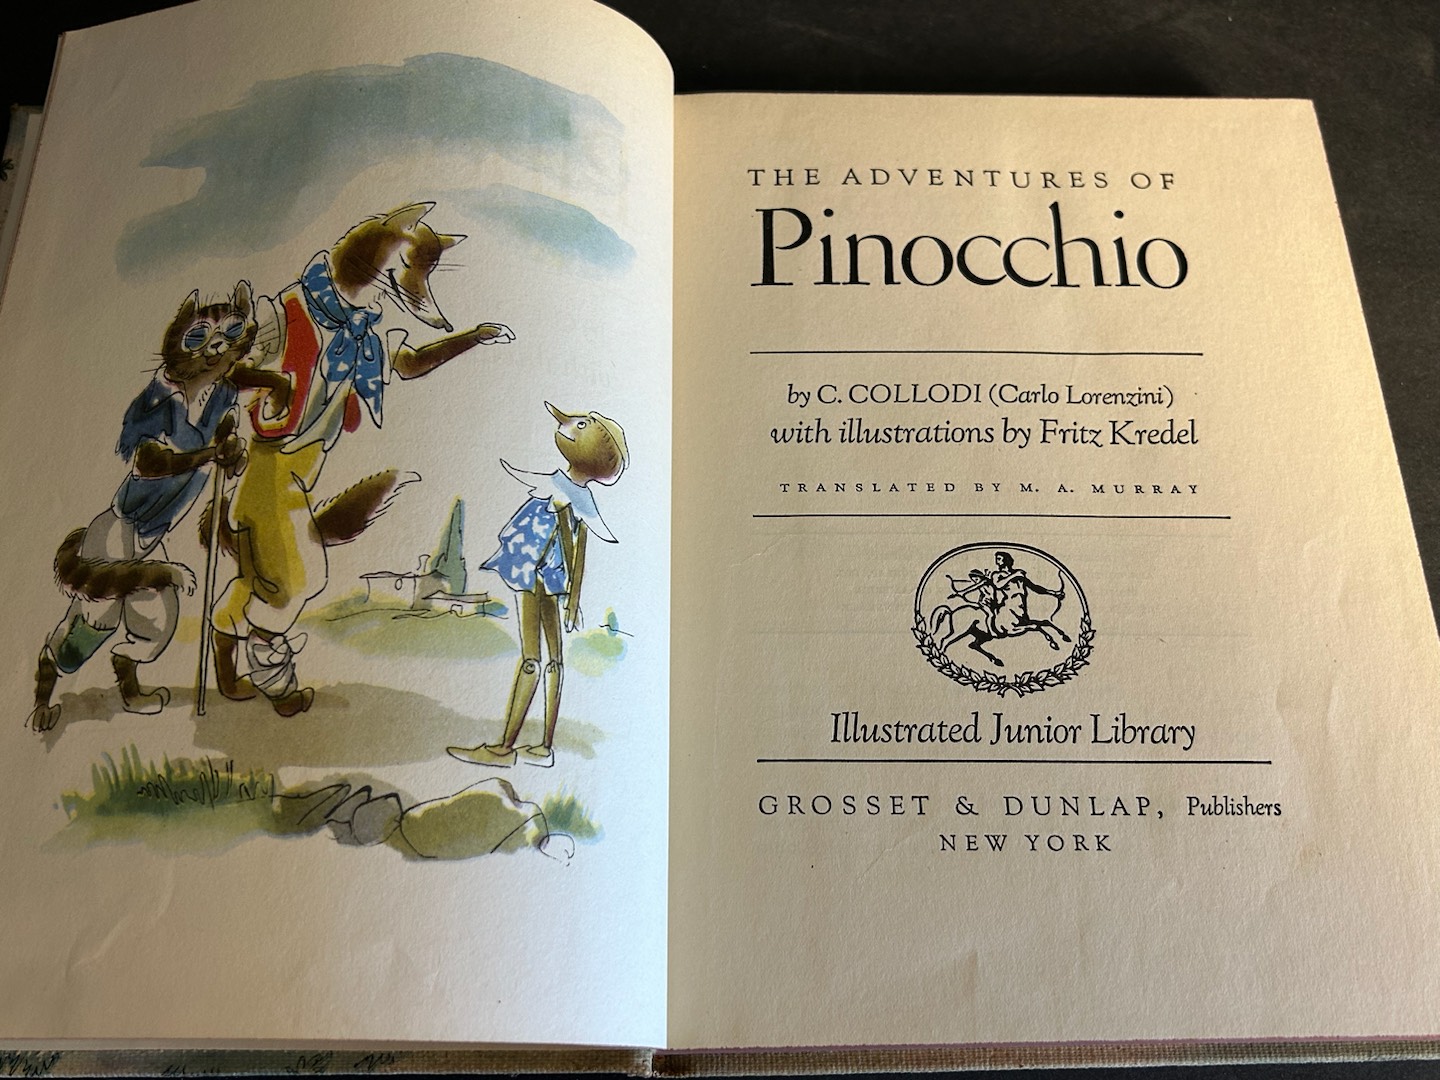 THE ADVENTURES OF
Pinocchio
by C. COLLODI (Carlo Lorenzini)
with illustrations by Fritz Kredel
TRANSLATED BY M. A. MURRAY
Illustrated Junior Library
GROSSET & DUNLAP, Publishers
NEW YORK